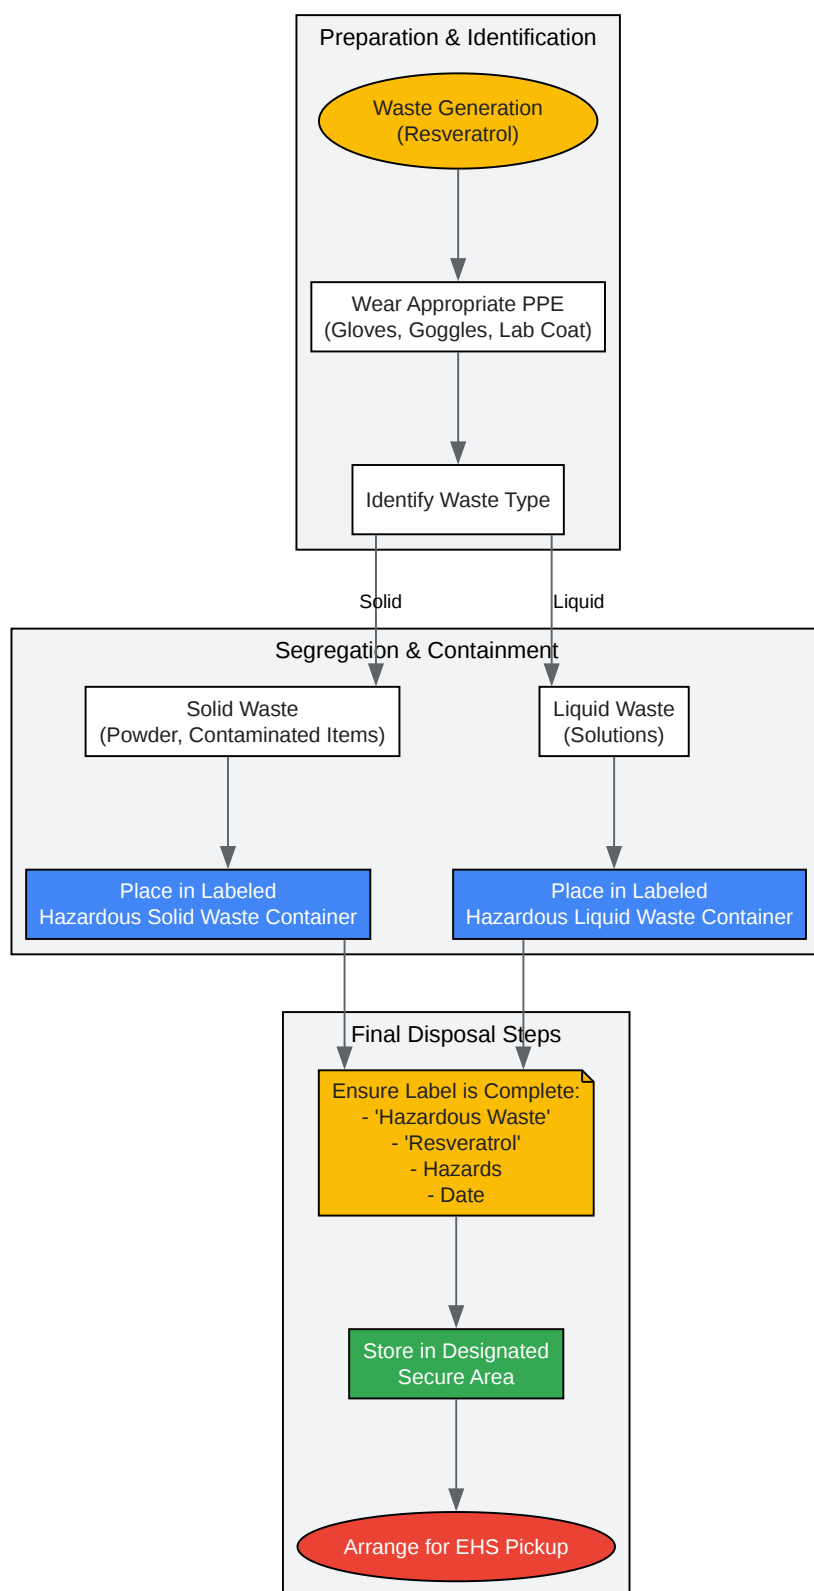 Preparation & Identification
Waste Generation
(Resveratrol)
Wear Appropriate PPE
(Gloves, Goggles, Lab Coat)
Identify Waste Type
Solid
Liquid
Segregation & Containment
Solid Waste
(Powder, Contaminated Items)
Liquid Waste
(Solutions)
Place in Labeled
Hazardous Solid Waste Container
Place in Labeled
Hazardous Liquid Waste Container
Final Disposal Steps
Ensure Label is Complete:
- 'Hazardous Waste'
- 'Resveratrol'
- Hazards
- Date
Store in Designated
Secure Area
Arrange for EHS Pickup